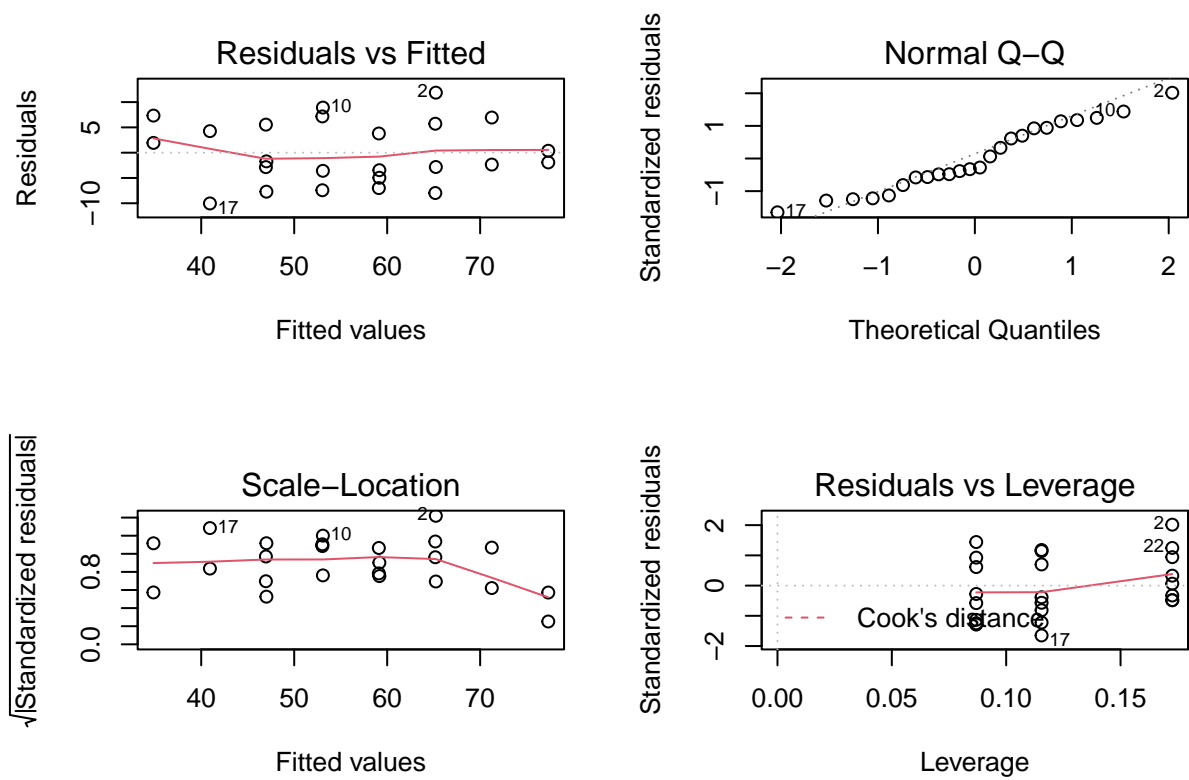 Residuals vs Fitted
Residuals
5
−10
10
2
17
40 50 60 70
Fitted values
Normal Q−Q
Standardized residuals
1
−1
10
2
17
−2 −1 0 1 2
Theoretical Quantiles
Scale−Location
√|Standardized residuals|
0.8
0.0
17
10
2
40 50 60 70
Fitted values
Residuals vs Leverage
Standardized residuals
2
0
−2
2
22
17
Cook's distance
0.00 0.05 0.10 0.15
Leverage